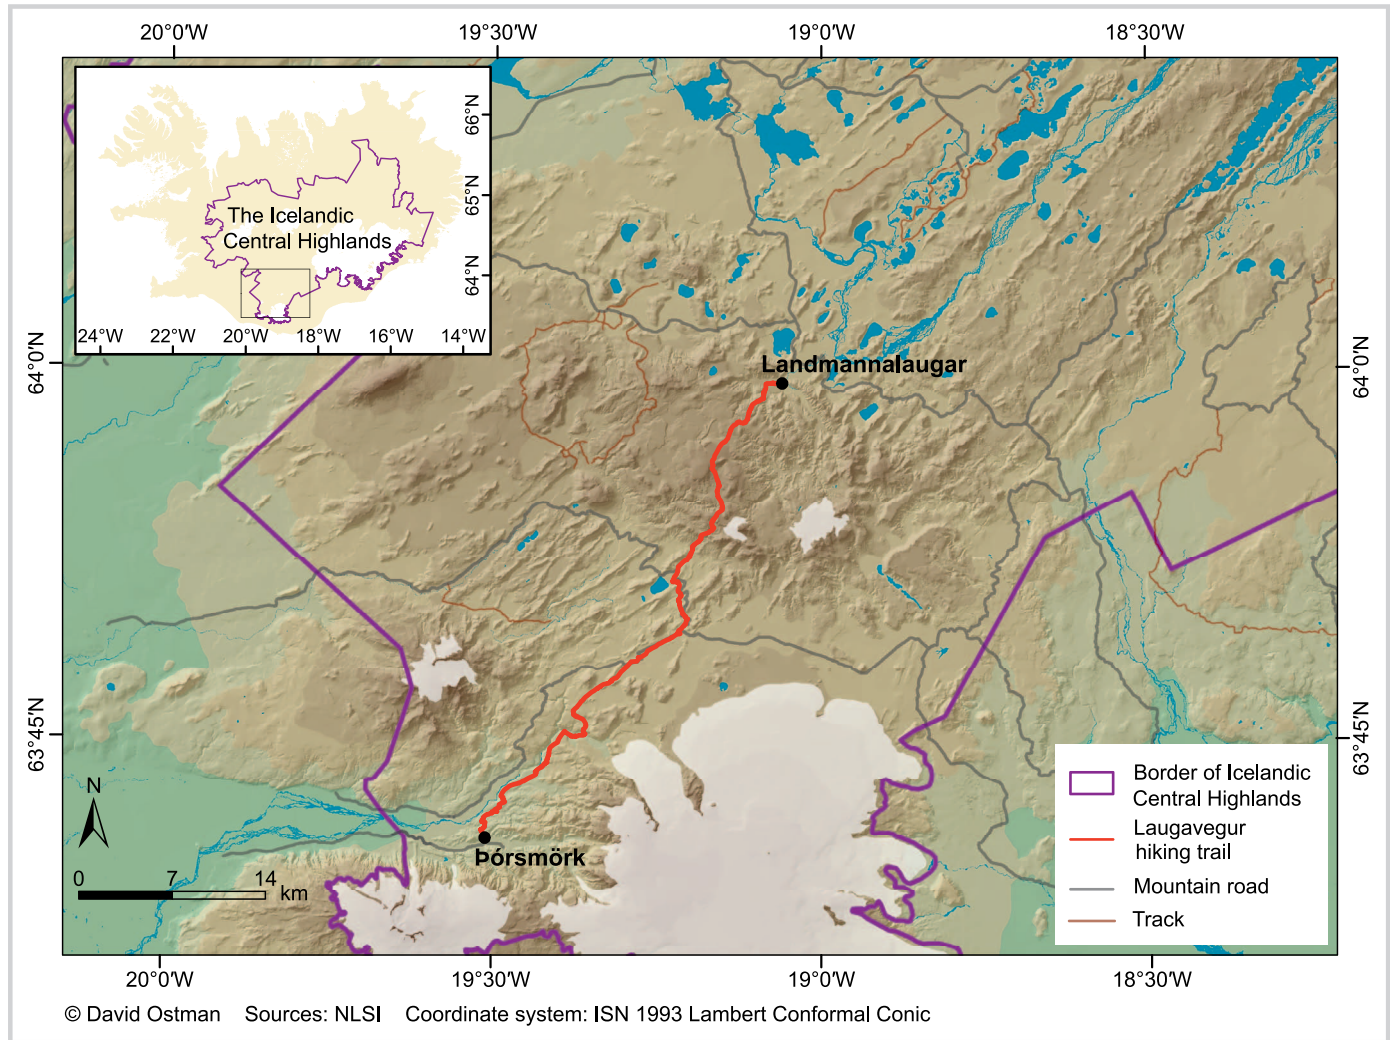 20°0'W 19°30'W 19°0'W 18°30'W
66°N
65°N
64°N
The Icelandic
Central Highlands
24°W 22°W 20°W 18°W 16°W 14°W
64°0'N
64°0'N
Landmannalaugar
63°45'N
63°45'N
N
Þórsmörk
0 7 14
km
Border of Icelandic
Central Highlands
Laugavegur
hiking trail
Mountain road
Track
20°0'W 19°30'W 19°0'W 18°30'W
© David Ostman Sources: NLSI Coordinate system: ISN 1993 Lambert Conformal Conic